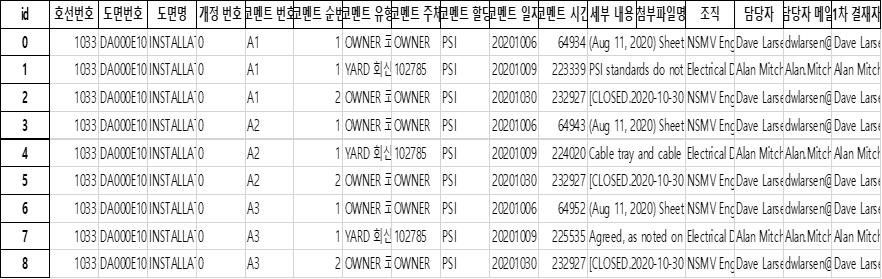 id 호선번호 도면번호 도면명 개정 번호 코멘트 번호 코멘트 순번 코멘트 유형 코멘트 주차 코멘트 할당 코멘트 일자 코멘트 시간 세부 내용 첨부파일명 조직 담당자 담당자 메일 1차 결재자
0 1033 DA000E10 INSTALLAT 0 A1 1 OWNER 코 OWNER PSI 20201006 64934 (Aug 11, 2020) Sheet NSMV Eng Dave Larse dwlarsen@ Dave Larse
1 1033 DA000E10 INSTALLAT 0 A1 1 YARD 회신 102785 PSI 20201009 223339 PSI standards do not Electrical D Alan Mitch Alan.Mitch Alan Mitch
2 1033 DA000E10 INSTALLAT 0 A1 2 OWNER 코 OWNER PSI 20201030 232927 [CLOSED.2020-10-30 NSMV Eng Dave Larse dwlarsen@ Dave Larse
3 1033 DA000E10 INSTALLAT 0 A2 1 OWNER 코 OWNER PSI 20201006 64943 (Aug 11, 2020) Sheet NSMV Eng Dave Larse dwlarsen@ Dave Larse
4 1033 DA000E10 INSTALLAT 0 A2 1 YARD 회신 102785 PSI 20201009 224020 Cable tray and cable Electrical D Alan Mitch Alan.Mitch Alan Mitch
5 1033 DA000E10 INSTALLAT 0 A2 2 OWNER 코 OWNER PSI 20201030 232927 [CLOSED.2020-10-30 NSMV Eng Dave Larse dwlarsen@ Dave Larse
6 1033 DA000E10 INSTALLAT 0 A3 1 OWNER 코 OWNER PSI 20201006 64952 (Aug 11, 2020) Sheet NSMV Eng Dave Larse dwlarsen@ Dave Larse
7 1033 DA000E10 INSTALLAT 0 A3 1 YARD 회신 102785 PSI 20201009 225535 Agreed, as noted on Electrical D Alan Mitch Alan.Mitch Alan Mitch
8 1033 DA000E10 INSTALLAT 0 A3 2 OWNER 코 OWNER PSI 20201030 232927 [CLOSED.2020-10-30 NSMV Eng Dave Larse dwlarsen@ Dave Larse